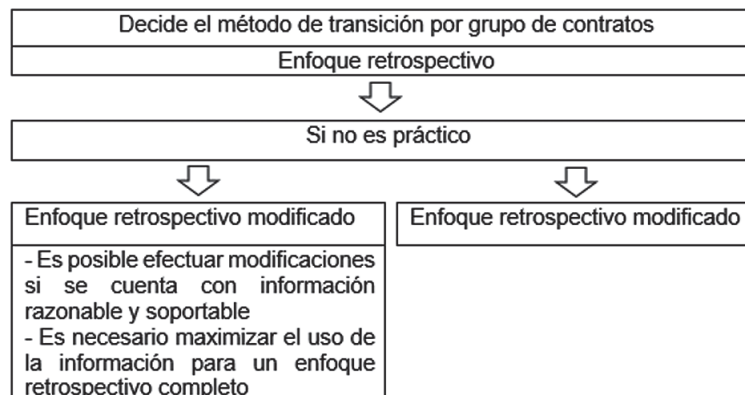 Decide el método de transición por grupo de contratos
Enfoque retrospectivo
Si no es práctico
Enfoque retrospectivo modificado
- Es posible efectuar modificaciones
si se cuenta con información
razonable y soportable
- Es necesario maximizar el uso de
la información para un enfoque
retrospectivo completo
Enfoque retrospectivo modificado